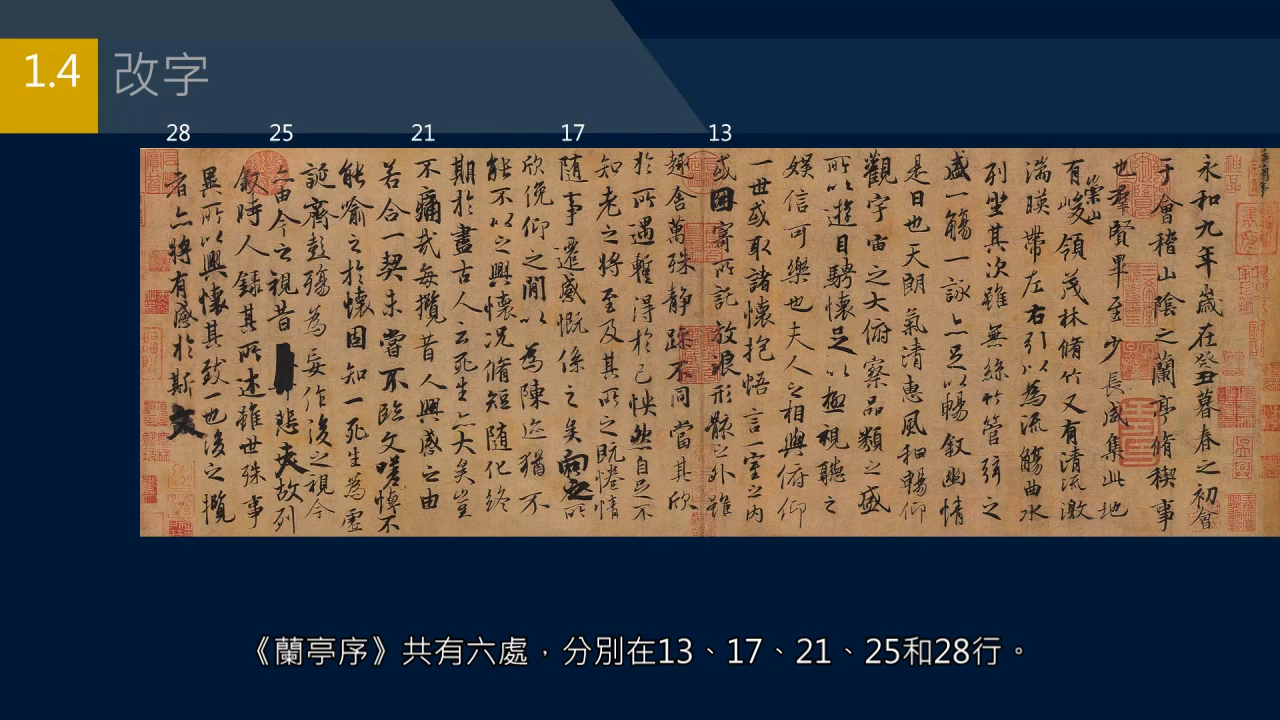 1.4 改字
28 25 21 17 13
永和九年歲在癸丑暮春之初會
于會稽山陰之蘭亭脩稧事
也羣賢畢至少長咸集此地
有崇山峻領茂林脩竹又有清流激
湍暎帶左右引以為流觴曲水
列坐其次雖無絲竹管弦之
盛一觴一詠亦足以暢敘幽情
是日也天朗氣清惠風和暢仰
觀宇宙之大俯察品類之盛
所以遊目騁懷足以極視聽之
娛信可樂也夫人之相與俯仰
一世或取諸懷抱悟言一室之內
或因寄所託放浪形骸之外雖
趣舍萬殊靜躁不同當其欣
於所遇暫得於己怏然自足不
知老之將至及其所之既惓情
隨事遷感慨係之矣向之所
欣俛仰之閒以為陳迹猶不
能不以之興懷況脩短隨化終
期於盡古人云死生亦大矣豈
不痛哉每攬昔人興感之由
若合一契未嘗不臨文嗟悼不
能喻之於懷固知一死生為虛
誕齊彭殤為妄作後之視今
亦由今之視昔悲夫故列
敘時人錄其所述雖世殊事
異所以興懷其致一也後之攬
者亦將有感於斯文
《蘭亭序》共有六處，分別在13、17、21、25和28行。